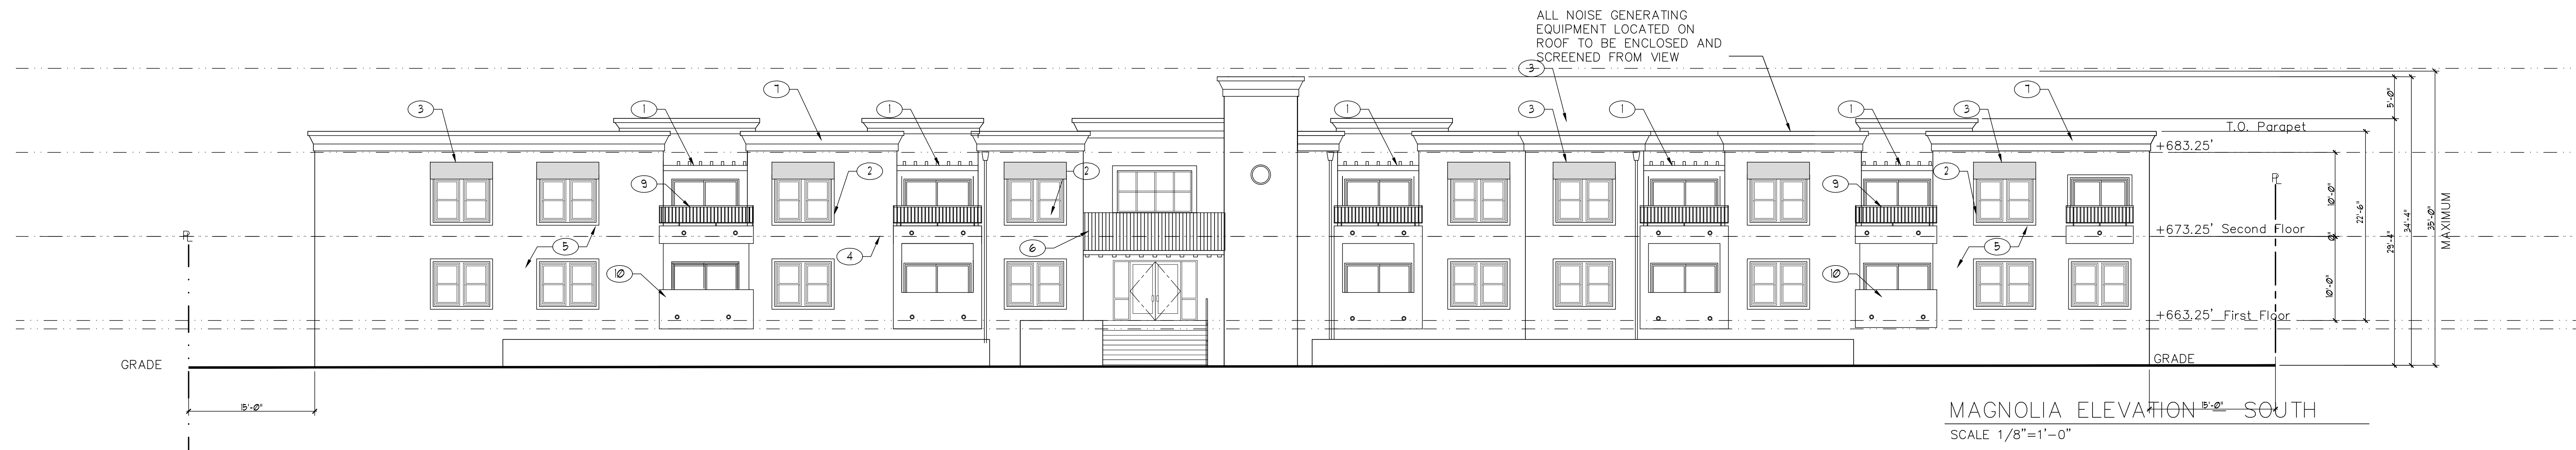 ALL NOISE GENERATING
EQUIPMENT LOCATED ON
ROOF TO BE ENCLOSED AND
SCREENED FROM VIEW
3
3
1
7
1
1
3
1
1
3
7
5'-0"
T.O. Parapet
+683.25'
9
2
2
9
2
PL
10'-0"
22'-6"
29'-4"
34'-4"
35'-0"
MAXIMUM
PL
5
4
6
5
+673.25' Second Floor
0"
10
10
10'-0"
+663.25' First Floor
GRADE
GRADE
15'-0"
15'-0"
MAGNOLIA ELEVATION - SOUTH
SCALE 1/8"=1'-0"